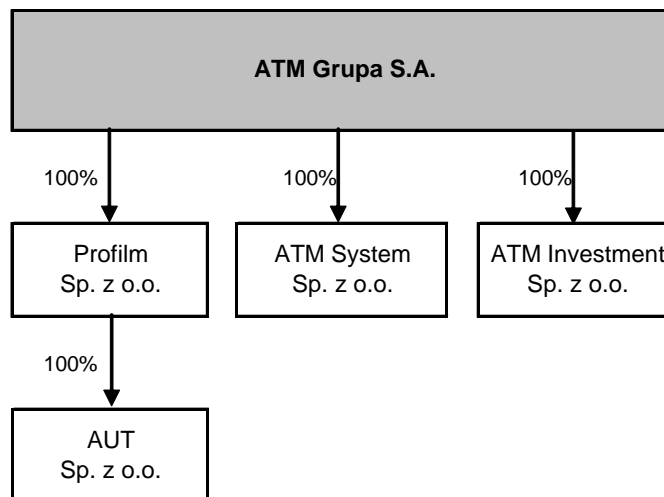 ATM Grupa S.A.
100%
100%
100%
Profilm
Sp. z o.o.
ATM System
Sp. z o.o.
ATM Investment
Sp. z o.o.
100%
AUT
Sp. z o.o.